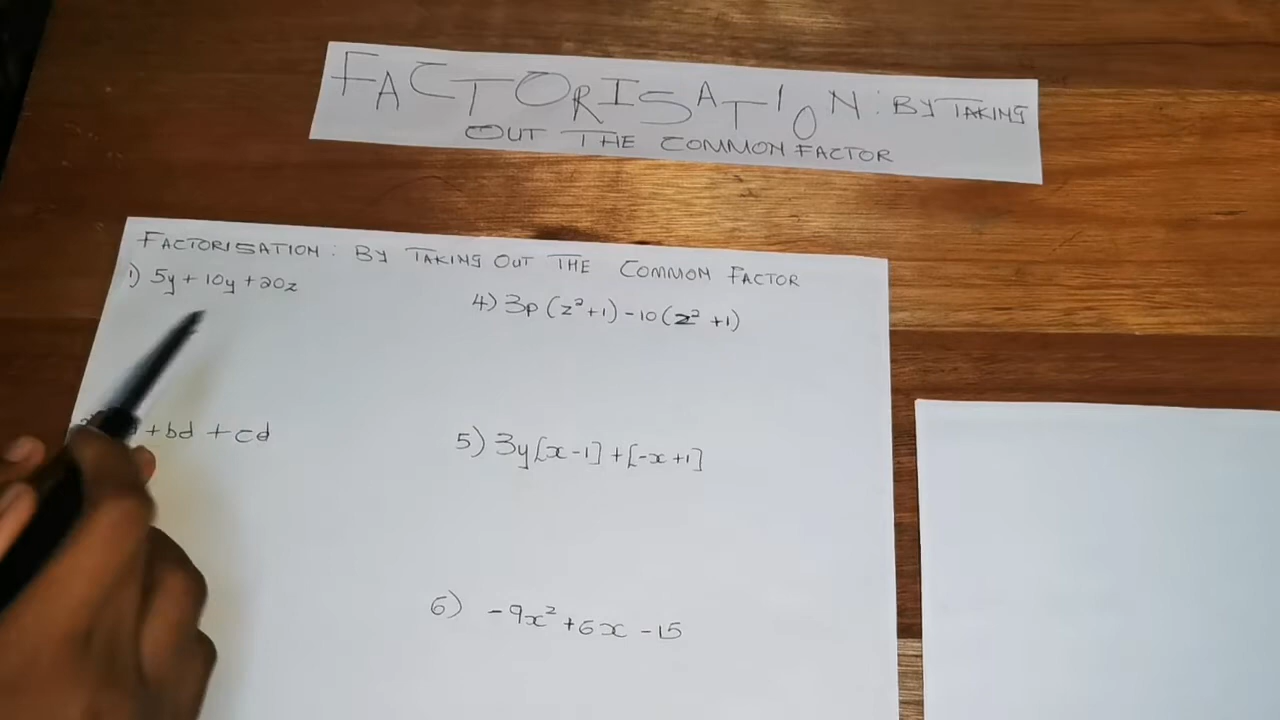 FACTORISATION: BY TAKING
OUT THE COMMON FACTOR
FACTORISATION: BY TAKING OUT THE COMMON FACTOR
1) 5y + 10y + 20z
+ bd + cd
4) 3p(z² + 1) - 10(z² + 1)
5) 3y[x - 1] + [-x + 1]
6) -9x² + 6x - 15